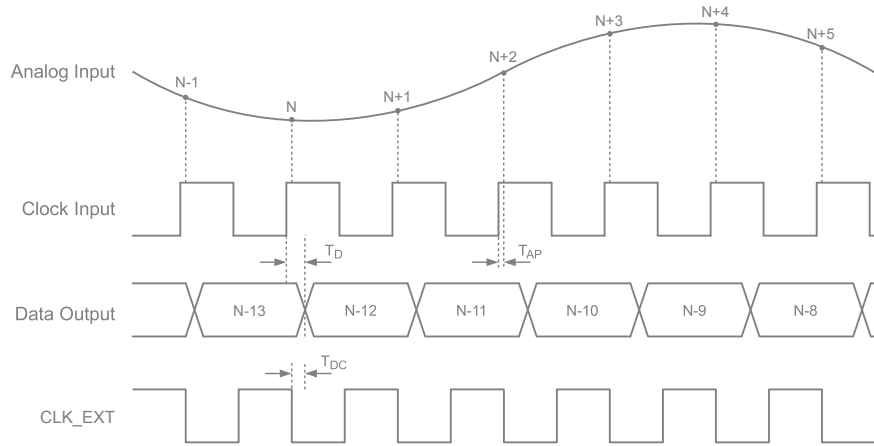 N-1
N
N+1
N+2
N+3
N+4
N+5
Analog Input
Clock Input
T_D
T_AP
Data Output
N-13
N-12
N-11
N-10
N-9
N-8
T_DC
CLK_EXT